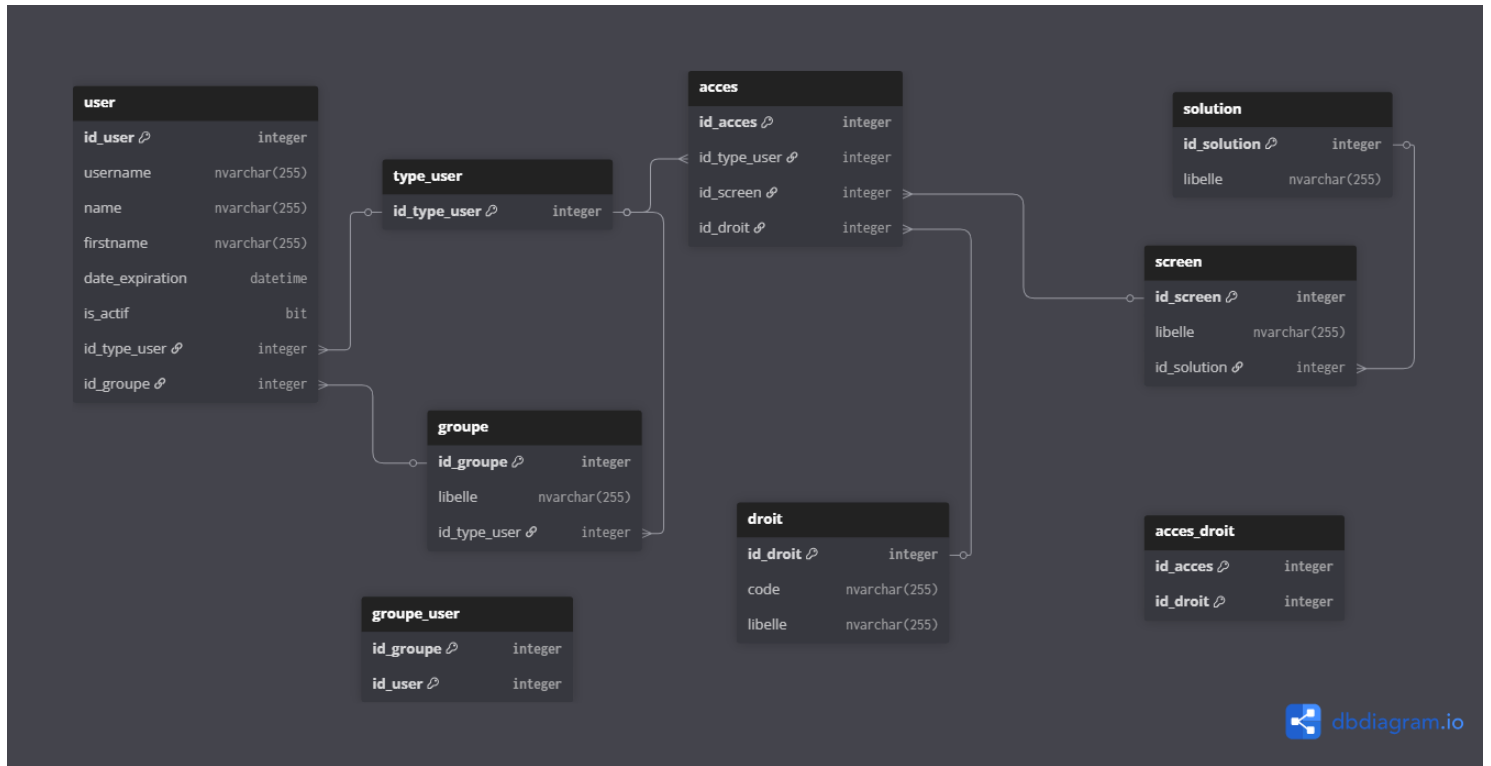 user
id_user integer
username nvarchar(255)
name nvarchar(255)
firstname nvarchar(255)
date_expiration datetime
is_actif bit
id_type_user integer
id_groupe integer
type_user
id_type_user integer
groupe
id_groupe integer
libelle nvarchar(255)
id_type_user integer
groupe_user
id_groupe integer
id_user integer
acces
id_acces integer
id_type_user integer
id_screen integer
id_droit integer
droit
id_droit integer
code nvarchar(255)
libelle nvarchar(255)
solution
id_solution integer
libelle nvarchar(255)
screen
id_screen integer
libelle nvarchar(255)
id_solution integer
acces_droit
id_acces integer
id_droit integer
dbdiagram.io